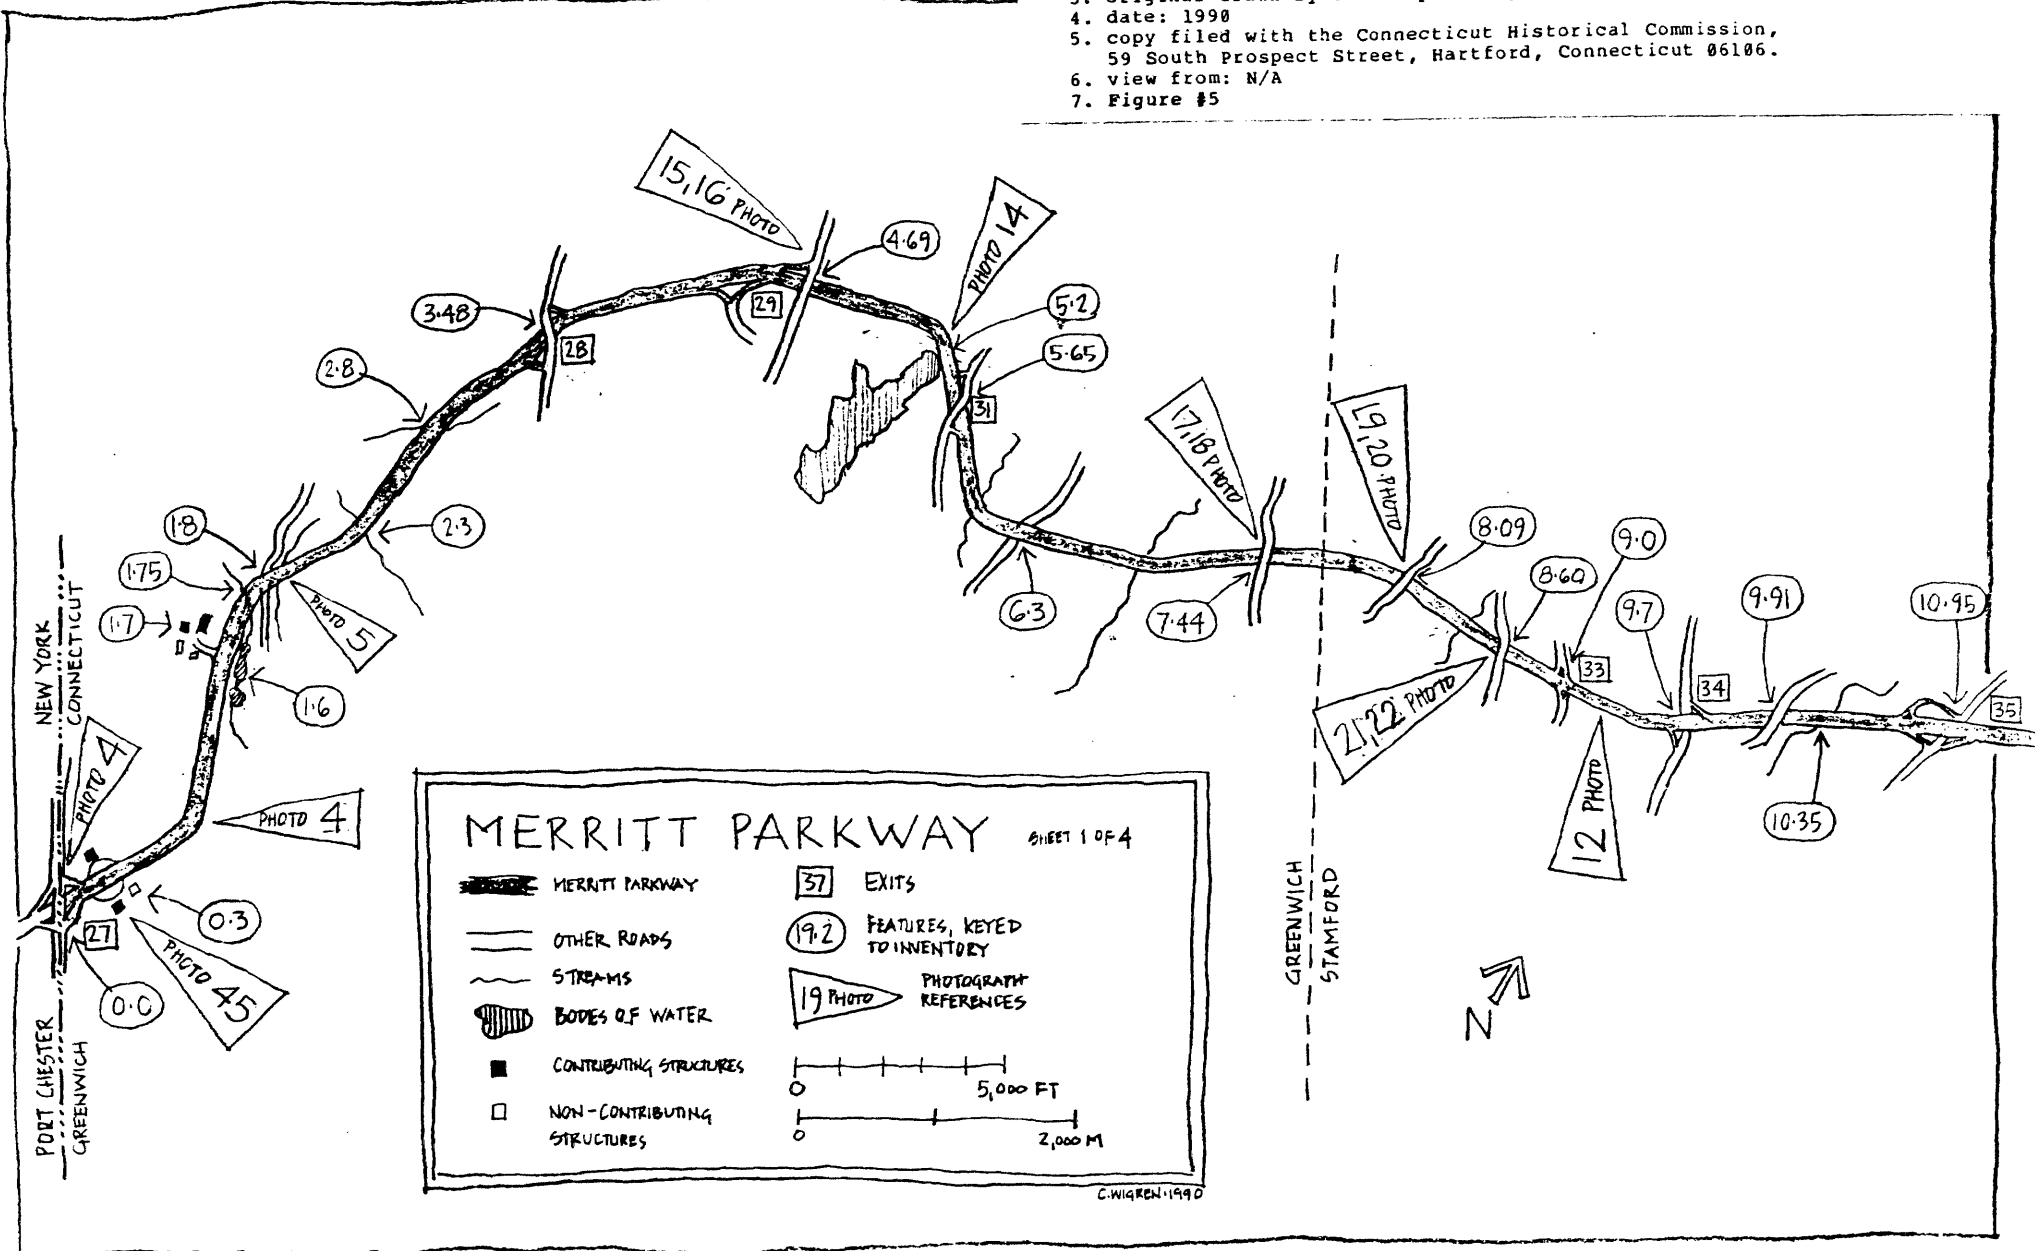 4. date: 1990
5. copy filed with the Connecticut Historical Commission,
59 South Prospect Street, Hartford, Connecticut 06106.
6. view from: N/A
7. Figure #5
15,16 PHOTO
4.69
PHOTO 14
3.48
29
5.2
28
5.65
2.8
31
17,18 PHOTO
19,20 PHOTO
1.8
2.3
8.09
9.0
1.75
8.60
1.7
PHOTO 5
6.3
7.44
9.7
9.91
10.95
NEW YORK
CONNECTICUT
1.6
33
34
35
21,22 PHOTO
PHOTO 4
PHOTO 4
12 PHOTO
10.35
0.3
27
PHOTO 45
0.0
PORT CHESTER
GREENWICH
GREENWICH
STAMFORD
N
MERRITT PARKWAY SHEET 1 OF 4
MERRITT PARKWAY
OTHER ROADS
STREAMS
BODES OF WATER
CONTRIBUTING STRUCTURES
NON-CONTRIBUTING
STRUCTURES
37 EXITS
19.2 FEATURES, KEYED
TO INVENTORY
19 PHOTO PHOTOGRAPH
REFERENCES
0 5,000 FT
0 2,000 M
C.WIGREN.1990